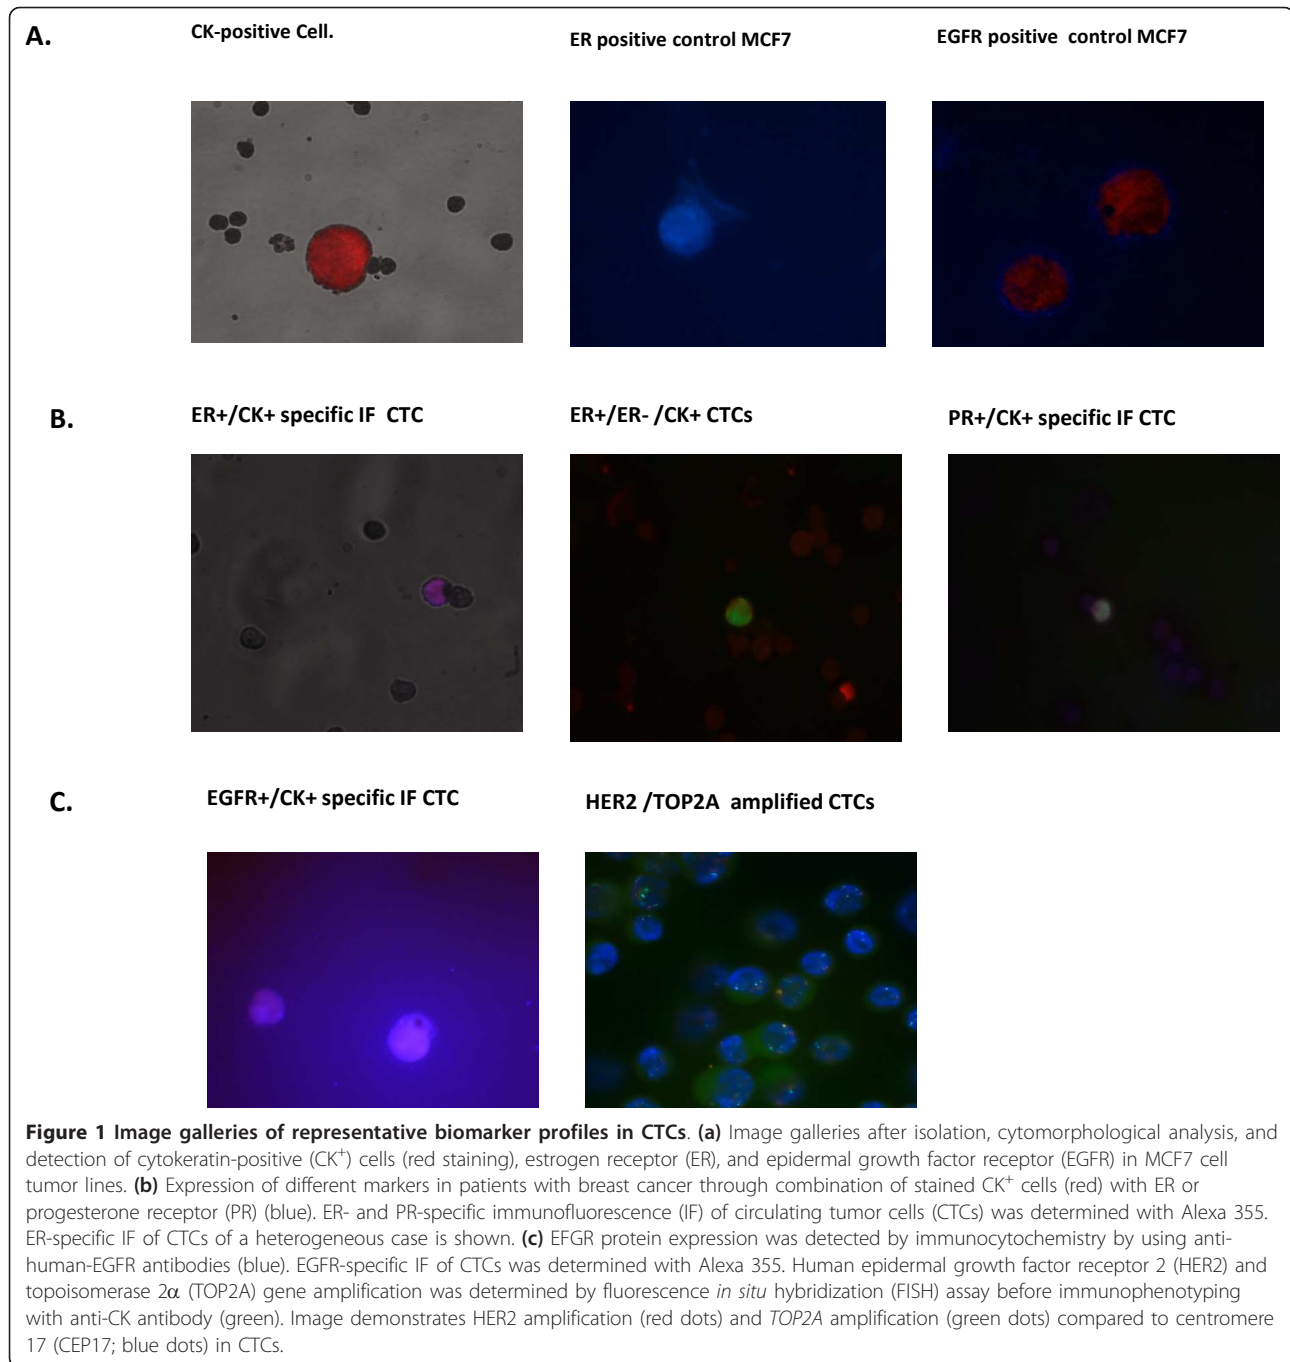 A.
CK-positive Cell.
ER positive control MCF7
EGFR positive control MCF7
B.
ER+/CK+ specific IF CTC
ER+/ER- /CK+ CTCs
PR+/CK+ specific IF CTC
C.
EGFR+/CK+ specific IF CTC
HER2 /TOP2A amplified CTCs
Figure 1 Image galleries of representative biomarker profiles in CTCs. (a) Image galleries after isolation, cytomorphological analysis, and
detection of cytokeratin-positive (CK⁺) cells (red staining), estrogen receptor (ER), and epidermal growth factor receptor (EGFR) in MCF7 cell
tumor lines. (b) Expression of different markers in patients with breast cancer through combination of stained CK⁺ cells (red) with ER or
progesterone receptor (PR) (blue). ER- and PR-specific immunofluorescence (IF) of circulating tumor cells (CTCs) was determined with Alexa 355.
ER-specific IF of CTCs of a heterogeneous case is shown. (c) EFGR protein expression was detected by immunocytochemistry by using anti-
human-EGFR antibodies (blue). EGFR-specific IF of CTCs was determined with Alexa 355. Human epidermal growth factor receptor 2 (HER2) and
topoisomerase 2α (TOP2A) gene amplification was determined by fluorescence in situ hybridization (FISH) assay before immunophenotyping
with anti-CK antibody (green). Image demonstrates HER2 amplification (red dots) and TOP2A amplification (green dots) compared to centromere
17 (CEP17; blue dots) in CTCs.